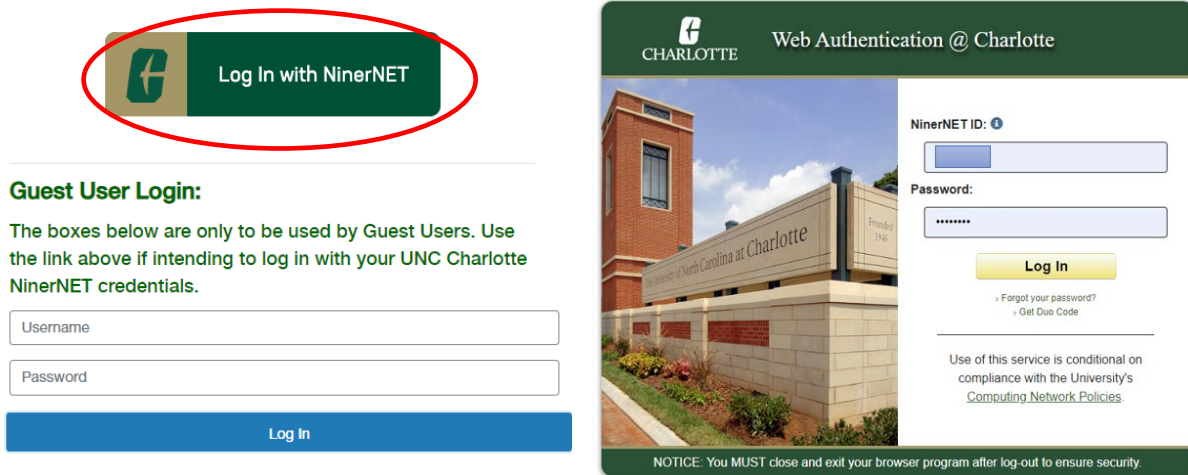 Log In with NinerNET
Guest User Login:
The boxes below are only to be used by Guest Users. Use
the link above if intending to log in with your UNC Charlotte
NinerNET credentials.
Username
Password
Log In
CHARLOTTE
Web Authentication @ Charlotte
The University of North Carolina at Charlotte
Founded
1946
NinerNET ID:
Password:
Log In
› Forgot your password?
› Get Duo Code
Use of this service is conditional on
compliance with the University's
Computing Network Policies.
NOTICE: You MUST close and exit your browser program after log-out to ensure security.